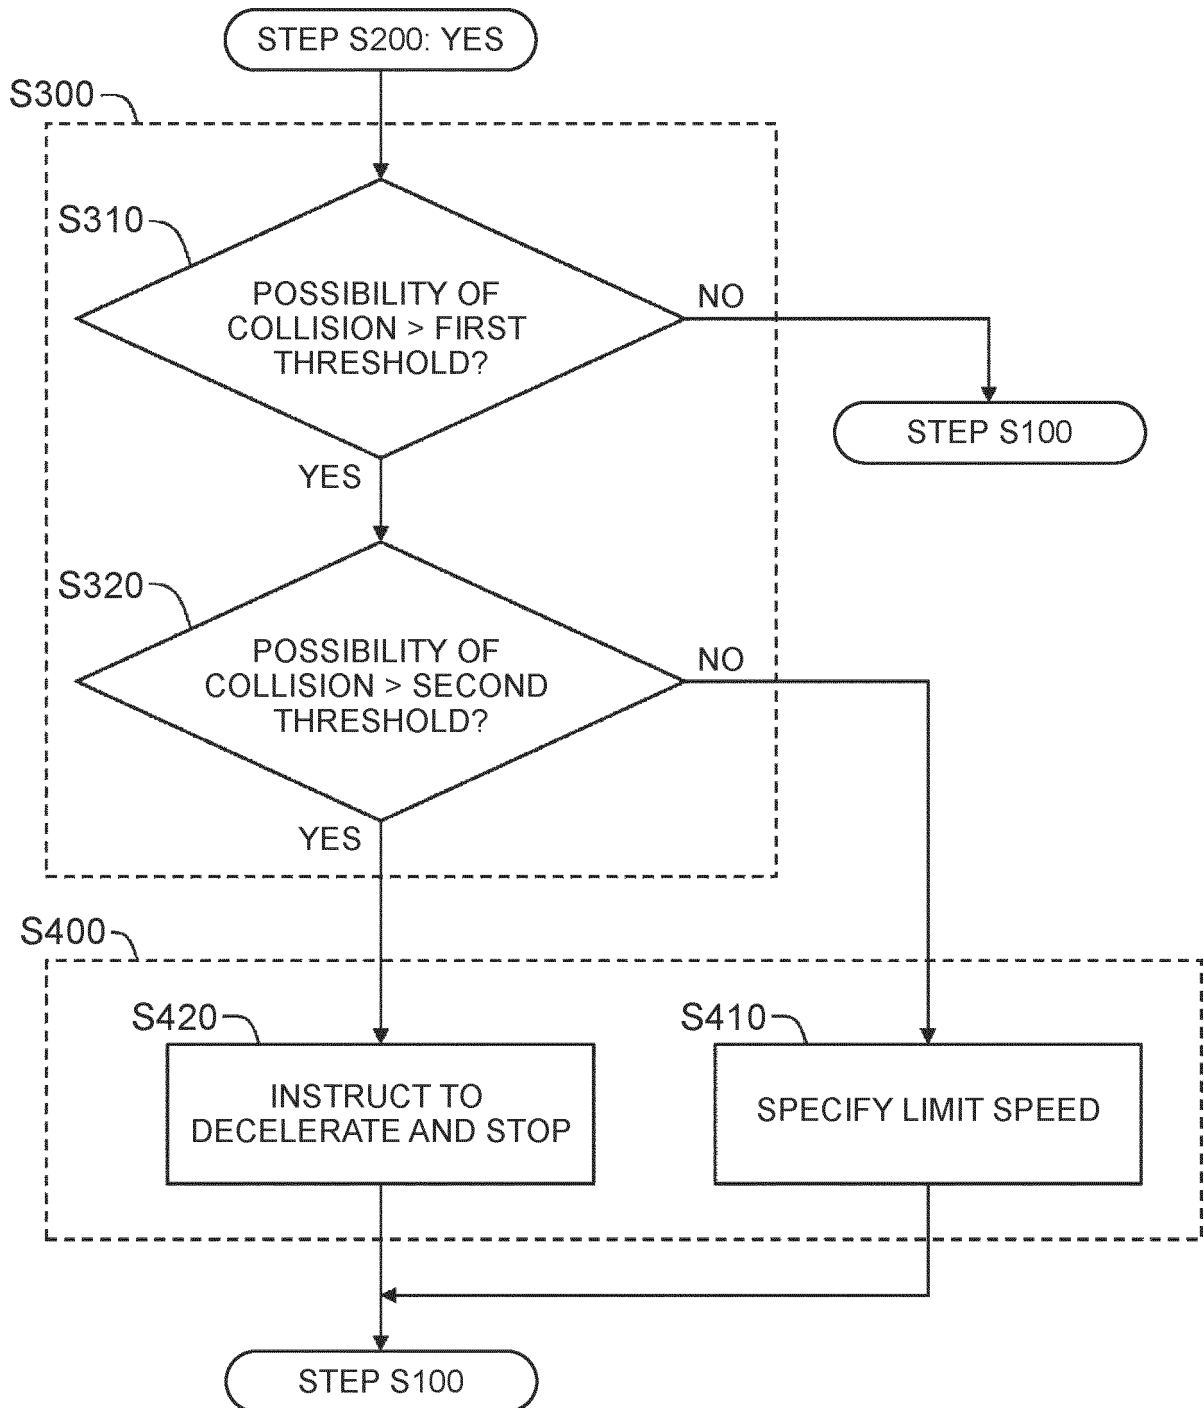 STEP S200: YES
S300
S310
POSSIBILITY OF
COLLISION > FIRST
THRESHOLD?
NO
STEP S100
YES
S320
POSSIBILITY OF
COLLISION > SECOND
THRESHOLD?
NO
YES
S400
S420
INSTRUCT TO
DECELERATE AND STOP
S410
SPECIFY LIMIT SPEED
STEP S100